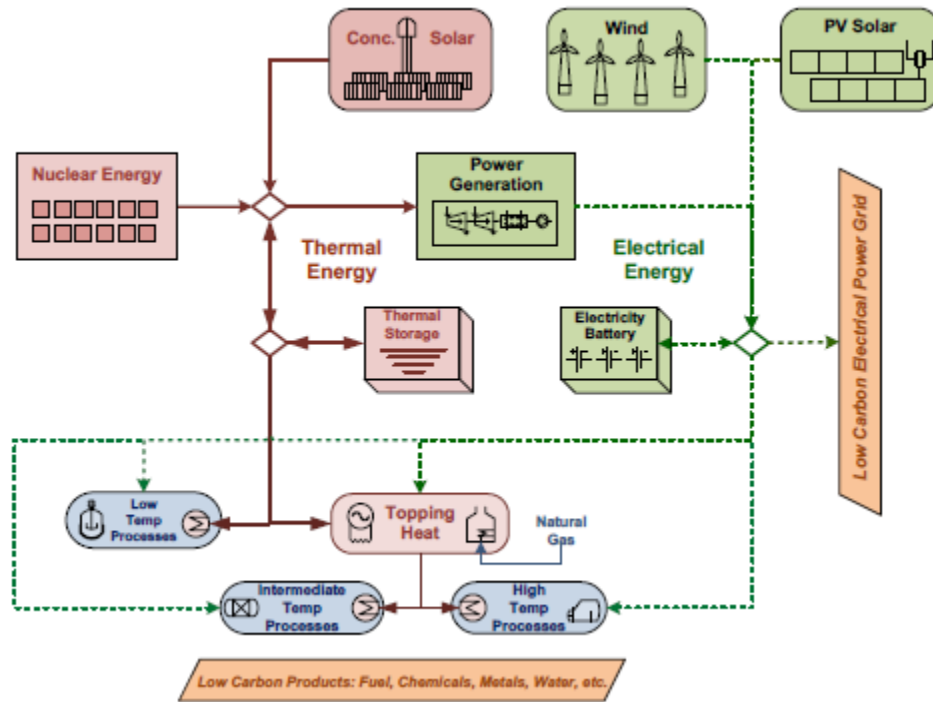 Conc. Solar
Wind
PV Solar
Nuclear Energy
Power
Generation
Thermal
Energy
Electrical
Energy
Thermal
Storage
Electricity
Battery
Low Carbon Electrical Power Grid
Low
Temp
Processes
Topping
Heat
Natural
Gas
Intermediate
Temp
Processes
High
Temp
Processes
Low Carbon Products: Fuel, Chemicals, Metals, Water, etc.